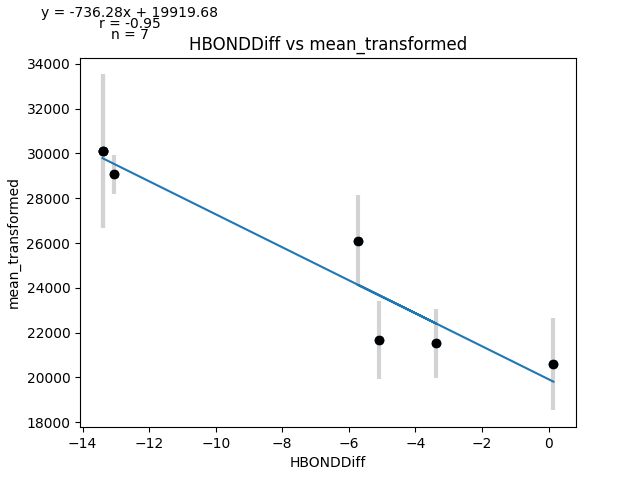 y = -736.28x + 19919.68
r = -0.95
n = 7
HBONDDiff vs mean_transformed
34000
32000
30000
28000
26000
24000
22000
20000
18000
mean_transformed
−14
−12
−10
−8
−6
−4
−2
0
HBONDDiff